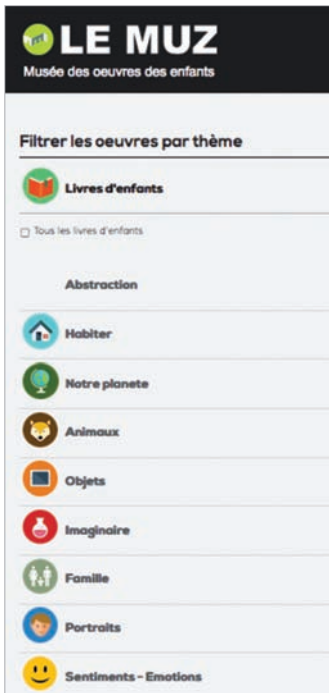 LE MUZ
Musée des oeuvres des enfants
Filtrer les oeuvres par thème
Livres d'enfants
Tous les livres d'enfants
Abstraction
Habiter
Notre planete
Animaux
Objets
Imaginaire
Famille
Portraits
Sentiments - Emotions